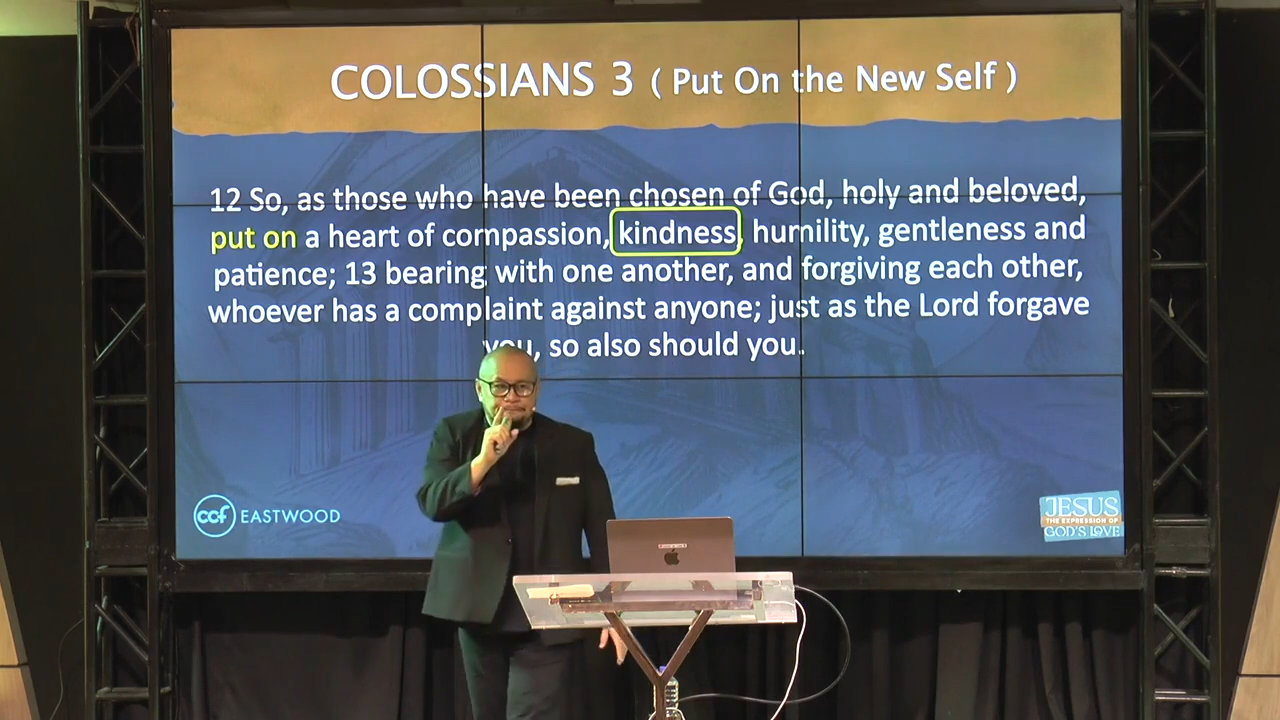 COLOSSIANS 3 ( Put On the New Self )
12 So, as those who have been chosen of God, holy and beloved,
put on a heart of compassion, kindness, humility, gentleness and
patience; 13 bearing with one another, and forgiving each other,
whoever has a complaint against anyone; just as the Lord forgave
you, so also should you.
ccf EASTWOOD
JESUS
THE EXPRESSION OF
GOD'S LOVE